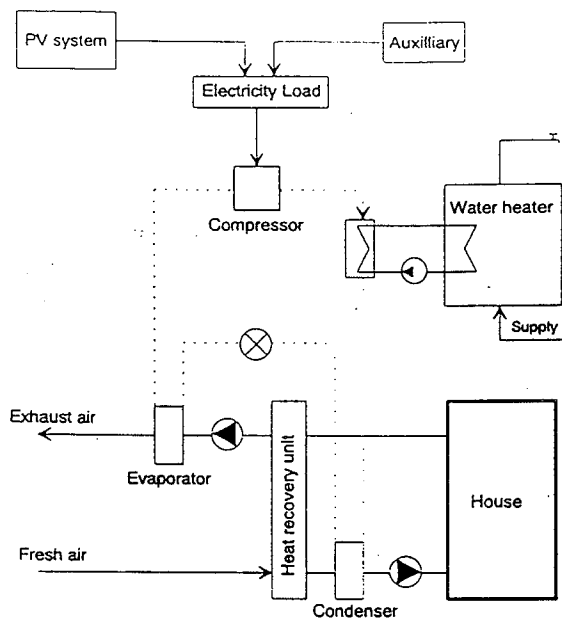 PV system
Auxilliary
Electricity Load
Compressor
Water heater
Supply
Exhaust air
Evaporator
Heat recovery unit
House
Fresh air
Condenser